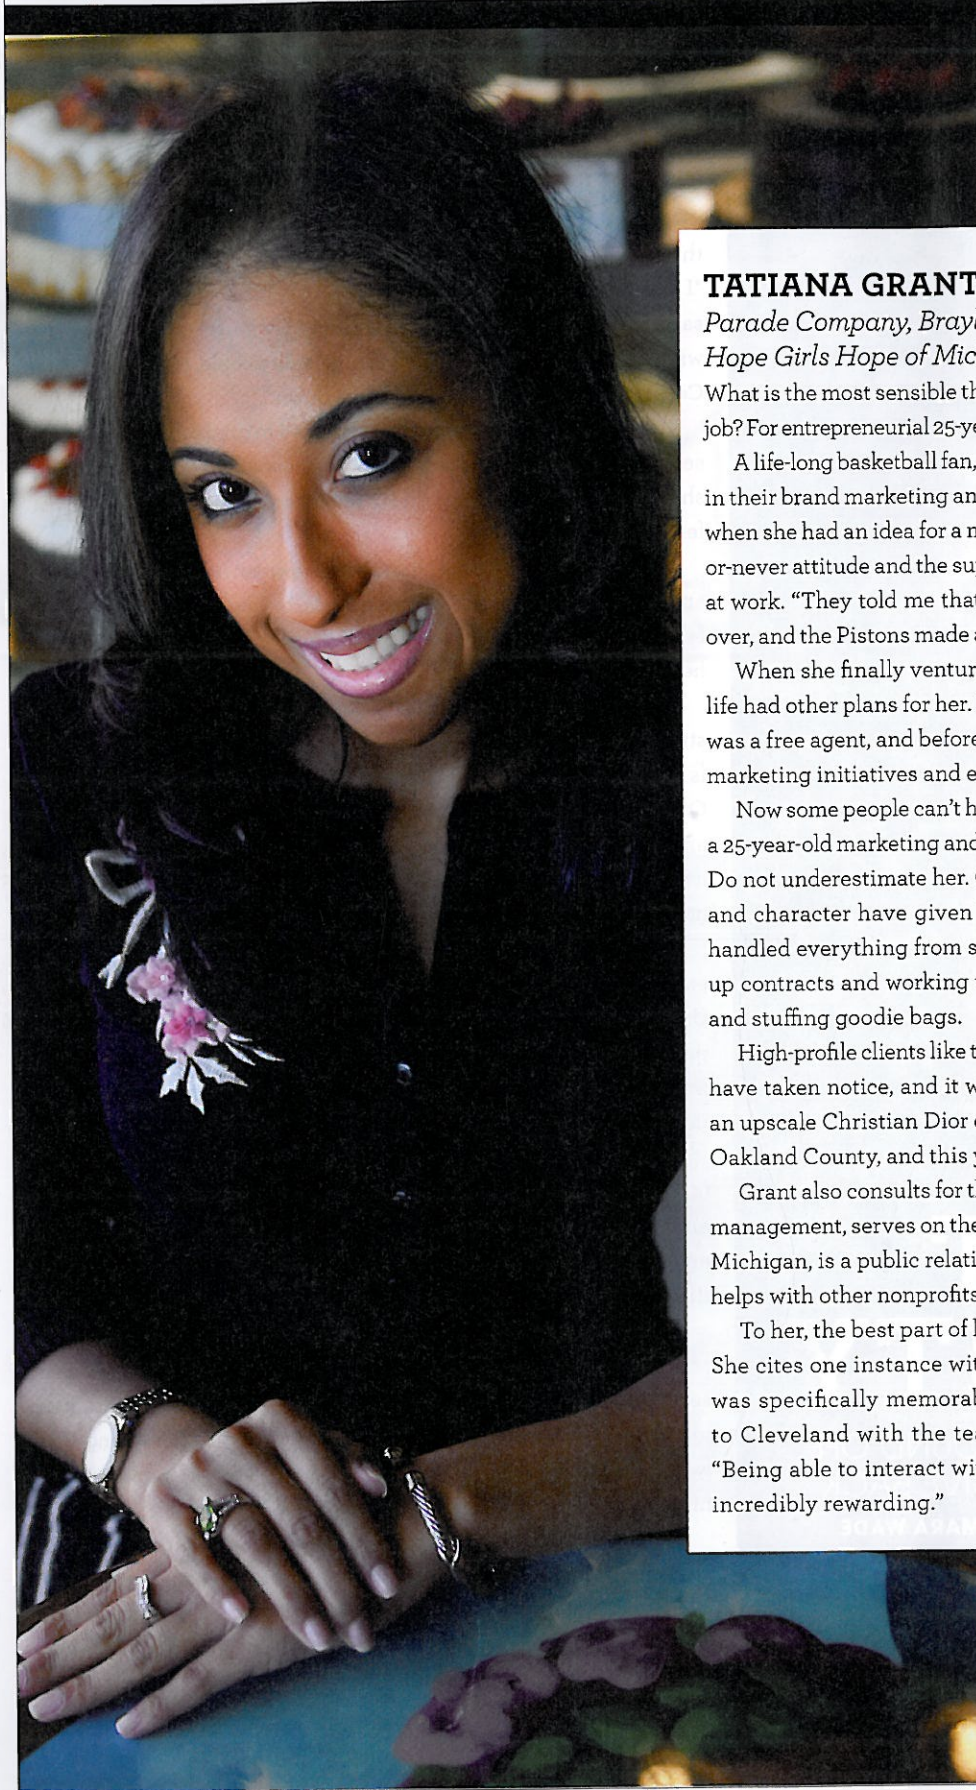 TATIANA GRANT
Parade Company, Brayl
Hope Girls Hope of Mic
What is the most sensible th
job? For entrepreneurial 25-ye
A life-long basketball fan,
in their brand marketing an
when she had an idea for a n
or-never attitude and the su
at work. “They told me that
over, and the Pistons made a
When she finally ventur
life had other plans for her.
was a free agent, and before
marketing initiatives and e
Now some people can’t h
a 25-year-old marketing and
Do not underestimate her.
and character have given
handled everything from s
up contracts and working
and stuffing goodie bags.
High-profile clients like t
have taken notice, and it w
an upscale Christian Dior
Oakland County, and this
Grant also consults for t
management, serves on the
Michigan, is a public relati
helps with other nonprofits
To her, the best part of
She cites one instance wit
was specifically memorab
to Cleveland with the tea
“Being able to interact wi
incredibly rewarding.”